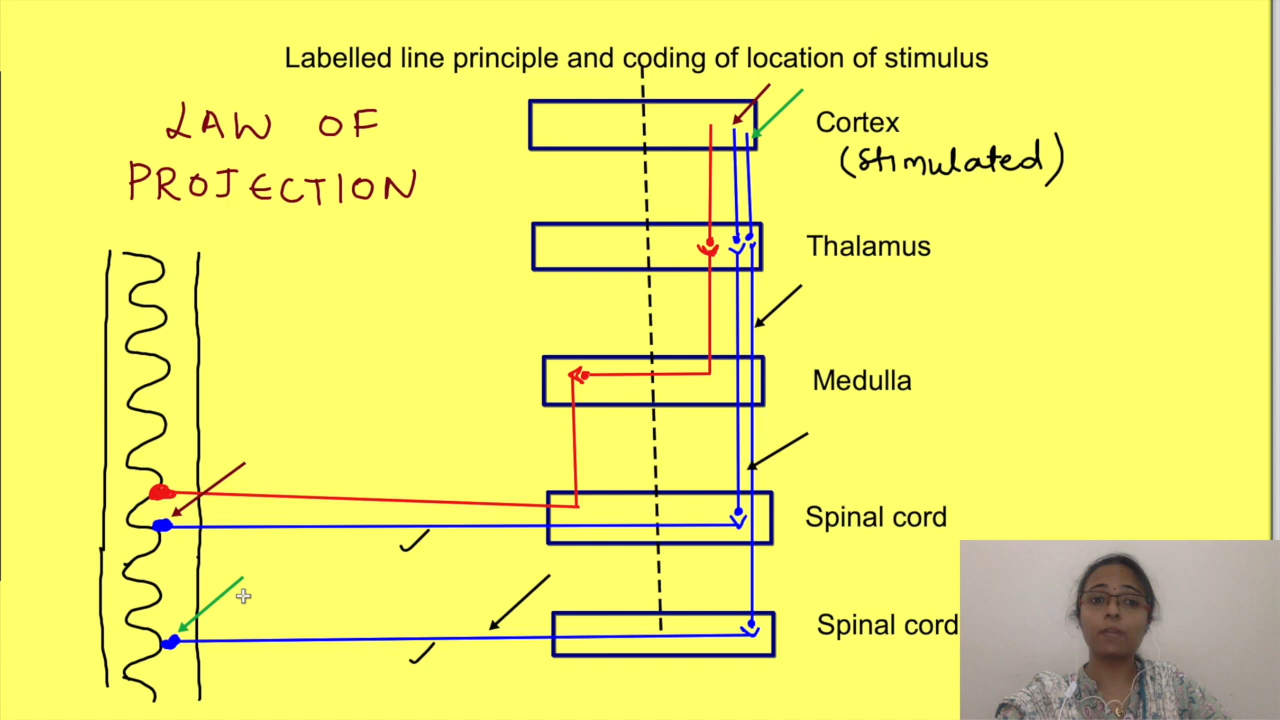 Labelled line principle and coding of location of stimulus
LAW OF
PROJECTION
Cortex
(stimulated)
Thalamus
Medulla
Spinal cord
Spinal cord